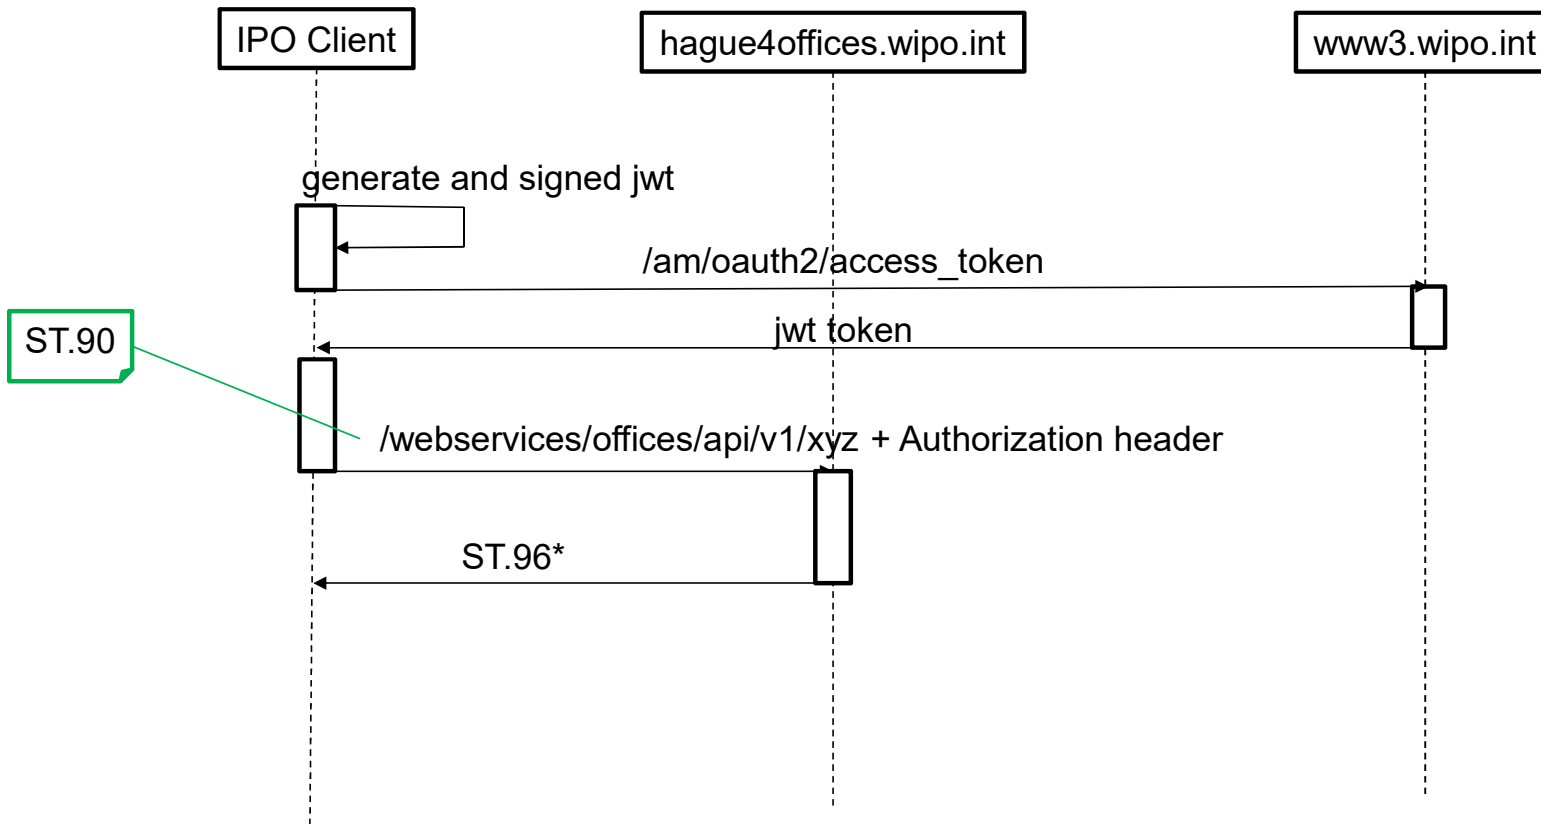 IPO Client
hague4offices.wipo.int
www3.wipo.int
generate and signed jwt
/am/oauth2/access_token
jwt token
ST.90
/webservices/offices/api/v1/xyz + Authorization header
ST.96*